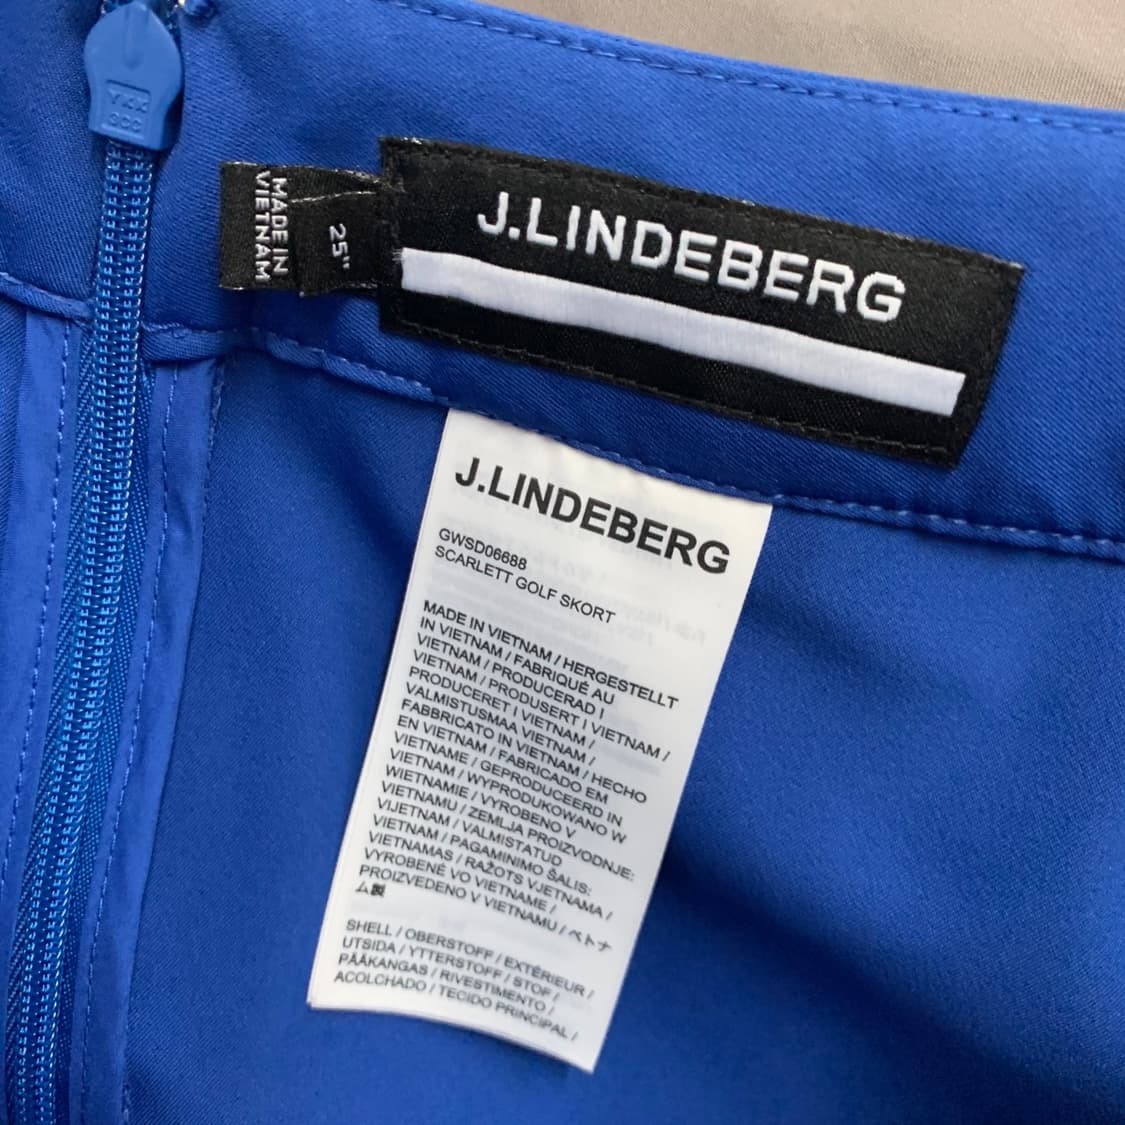 YKK
CCC
MADE IN
VIETNAM
25"
J.LINDEBERG
J.LINDEBERG
GWSD06688
SCARLETT GOLF SKORT
MADE IN VIETNAM / HERGESTELLT
IN VIETNAM / FABRIQUÉ AU
VIETNAM / PRODUCERAD I
VIETNAM / PRODUSERT I VIETNAM /
PRODUCERET I VIETNAM /
VALMISTUSMAA VIETNAM /
FABBRICATO IN VIETNAM / HECHO
EN VIETNAM / FABRICADO EM
VIETNAME / GEPRODUCEERD IN
VIETNAM / WYPRODUKOWANO W
WIETNAMIE / VYROBENO V
VIETNAMU / ZEMLJA PROIZVODNJE:
VIJETNAM / VALMISTATUD
VIETNAM / PAGAMINIMO ŠALIS:
VIETNAMAS / RAŽOTS VJETNAMA /
VYROBENÉ VO VIETNAME /
PROIZVEDENO V VIETNAMU / ベトナ
ム
SHELL / OBERSTOFF / EXTÉRIEUR /
UTSIDA / YTTERSTOFF / STOF /
PÄÄKANGAS / RIVESTIMENTO /
ACOLCHADO / TECIDO PRINCIPAL /